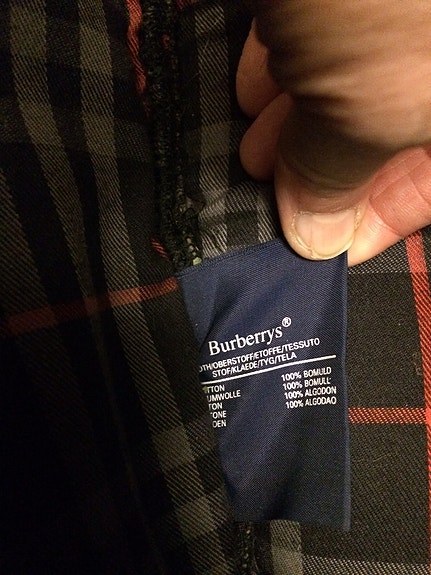 Burberrys®
OTH/OBERSTOFF/ETOFFE/TESSUTO
STOF/KLAEDE/TYG/TELA
TTON 100% BOMULD
UMWOLLE 100% BOMULL
TON 100% ALGODON
TONE 100% ALGODAO
DEN